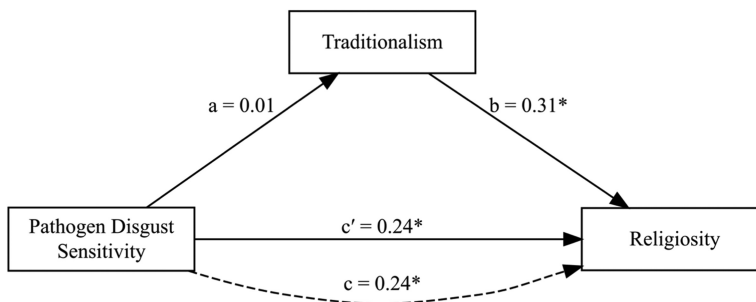 Traditionalism
a = 0.01
b = 0.31*
Pathogen Disgust
Sensitivity
c′ = 0.24*
Religiosity
c = 0.24*